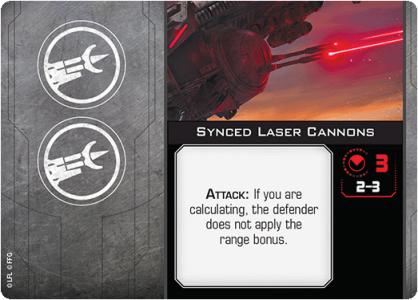 SYNCED LASER CANNONS
ATTACK: If you are
calculating, the defender
does not apply the
range bonus.
3
2–3
© LFL © FFG